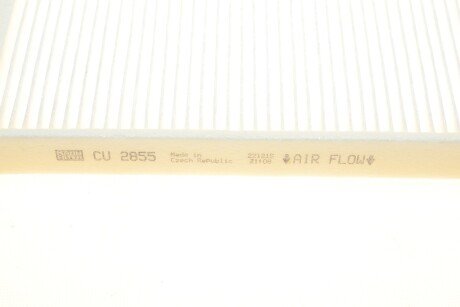 CU 2855
Made in
Czech Republic
AIR FLOW